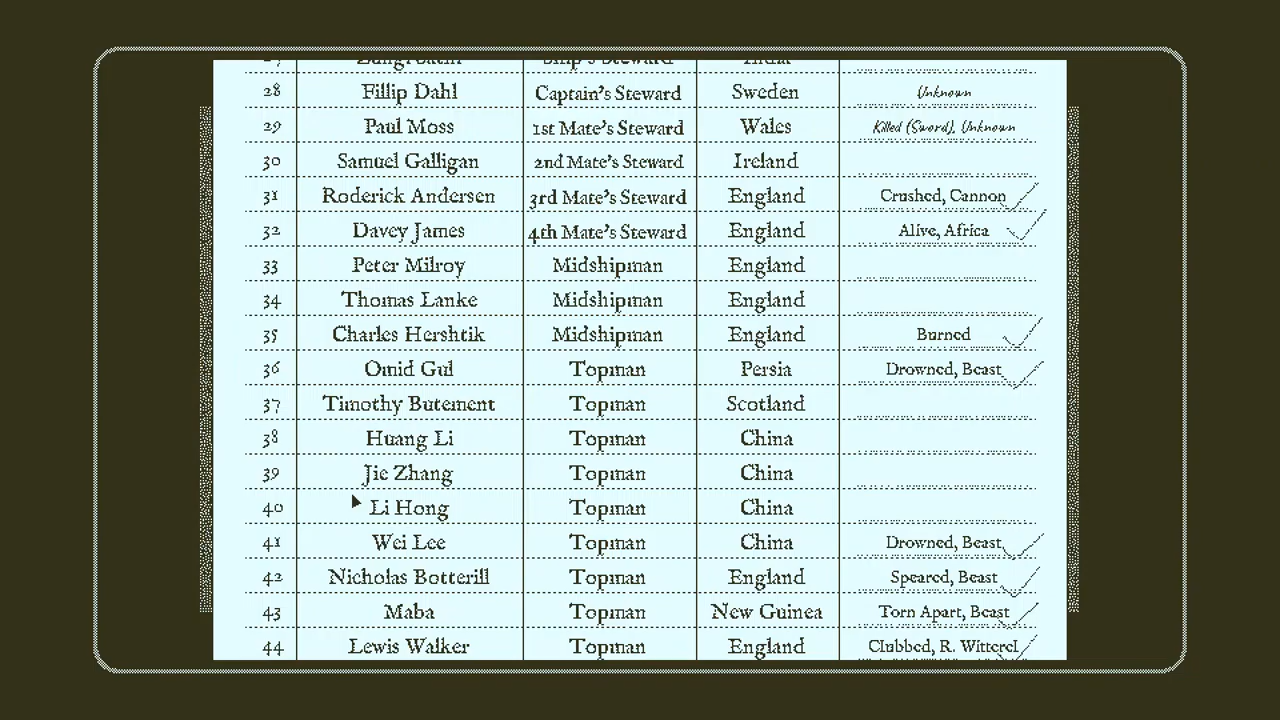 28 Fillip Dahl Captain's Steward Sweden Unknown
29 Paul Moss 1st Mate's Steward Wales Killed (Sword), Unknown
30 Samuel Galligan 2nd Mate's Steward Ireland
31 Roderick Andersen 3rd Mate's Steward England Crushed, Cannon
32 Davey James 4th Mate's Steward England Alive, Africa
33 Peter Milroy Midshipman England
34 Thomas Lanke Midshipman England
35 Charles Hershtik Midshipman England Burned
36 Omid Gul Topman Persia Drowned, Beast
37 Timothy Butement Topman Scotland
38 Huang Li Topman China
39 Jie Zhang Topman China
40 Li Hong Topman China
41 Wei Lee Topman China Drowned, Beast
42 Nicholas Botterill Topman England Speared, Beast
43 Maba Topman New Guinea Torn Apart, Beast
44 Lewis Walker Topman England Clubbed, R. Witterel